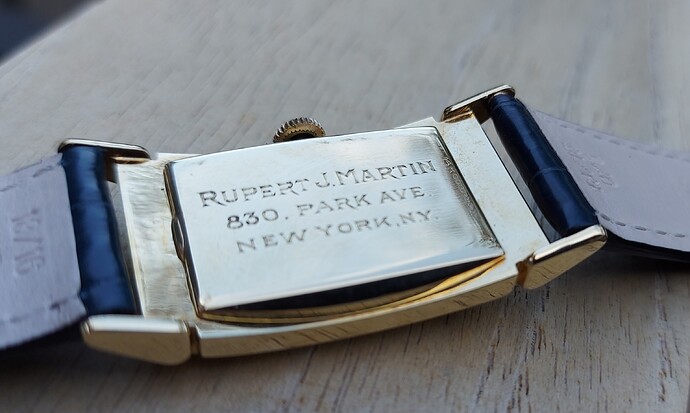 RUPERT J. MARTIN
830. PARK AVE.
NEW YORK, N.Y.